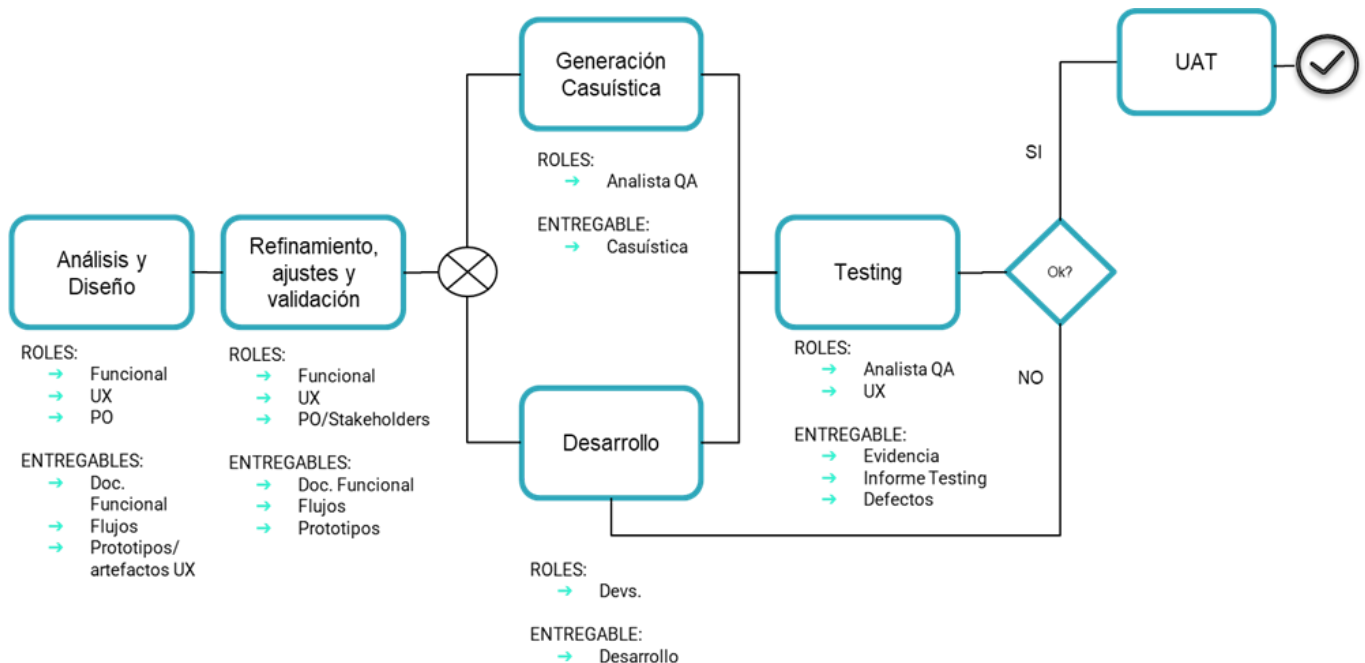 Análisis y
Diseño
ROLES:
Funcional
UX
PO
ENTREGABLES:
Doc.
Funcional
Flujos
Prototipos/
artefactos UX
Refinamiento,
ajustes y
validación
ROLES:
Funcional
UX
PO/Stakeholders
ENTREGABLES:
Doc. Funcional
Flujos
Prototipos
Generación
Casuística
ROLES:
Analista QA
ENTREGABLE:
Casuística
Desarrollo
ROLES:
Devs.
ENTREGABLE:
Desarrollo
Testing
ROLES:
Analista QA
UX
ENTREGABLE:
Evidencia
Informe Testing
Defectos
Ok?
SI
NO
UAT